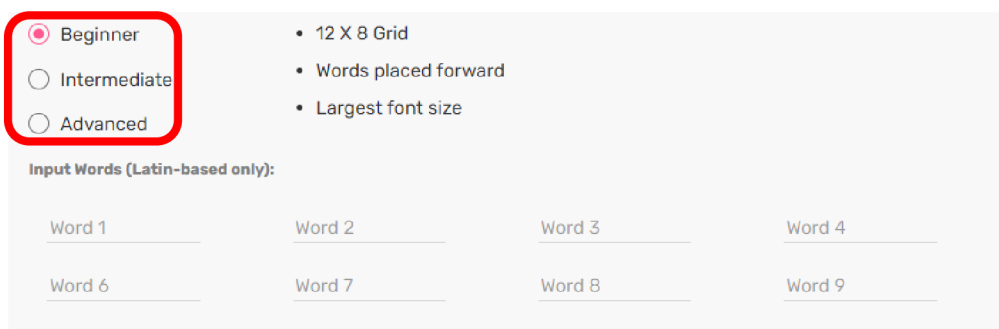 Beginner
Intermediate
Advanced
• 12 X 8 Grid
• Words placed forward
• Largest font size
Input Words (Latin-based only):
Word 1 Word 2 Word 3 Word 4
Word 6 Word 7 Word 8 Word 9